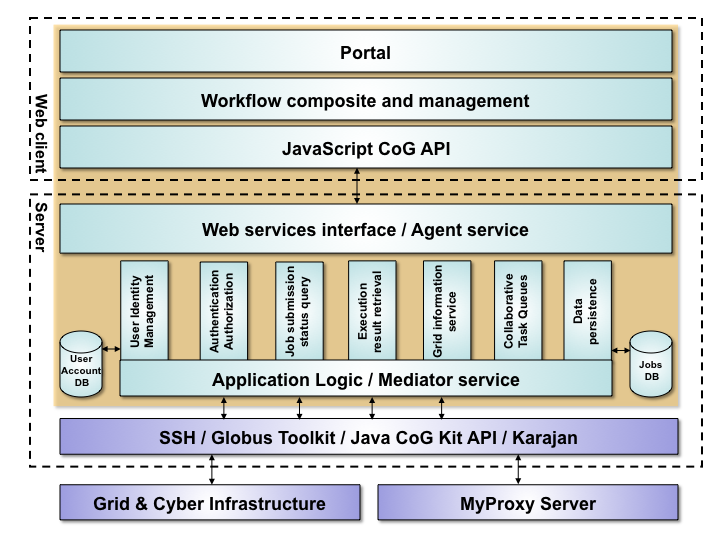 Portal
Workflow composite and management
JavaScript CoG API
Web client
Web services interface / Agent service
Server
User Identity
Management
Authentication
Authorization
Job submission
status query
Execution
result retrieval
Grid information
service
Collaborative
Task Queues
Data
persistence
User
Account
DB
Jobs
DB
Application Logic / Mediator service
SSH / Globus Toolkit / Java CoG Kit API / Karajan
Grid & Cyber Infrastructure
MyProxy Server